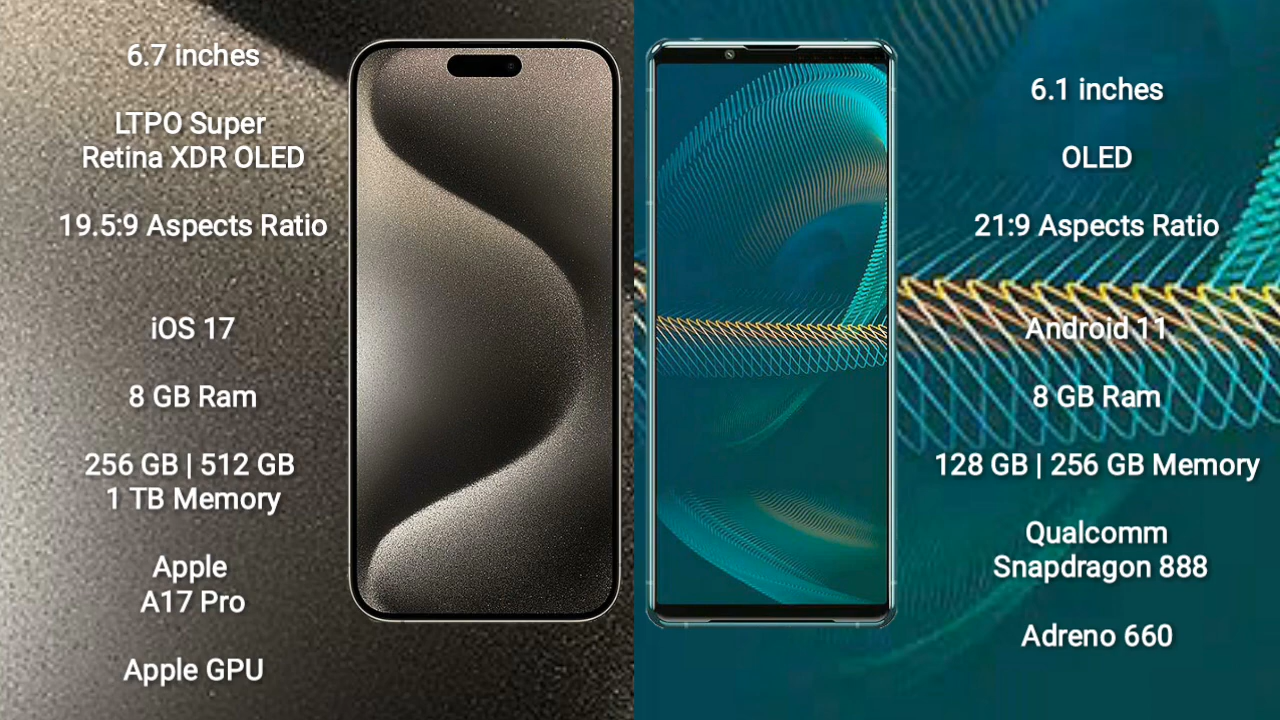 6.7 inches
LTPO Super
Retina XDR OLED
19.5:9 Aspects Ratio
iOS 17
8 GB Ram
256 GB | 512 GB
1 TB Memory
Apple
A17 Pro
Apple GPU
6.1 inches
OLED
21:9 Aspects Ratio
Android 11
8 GB Ram
128 GB | 256 GB Memory
Qualcomm
Snapdragon 888
Adreno 660